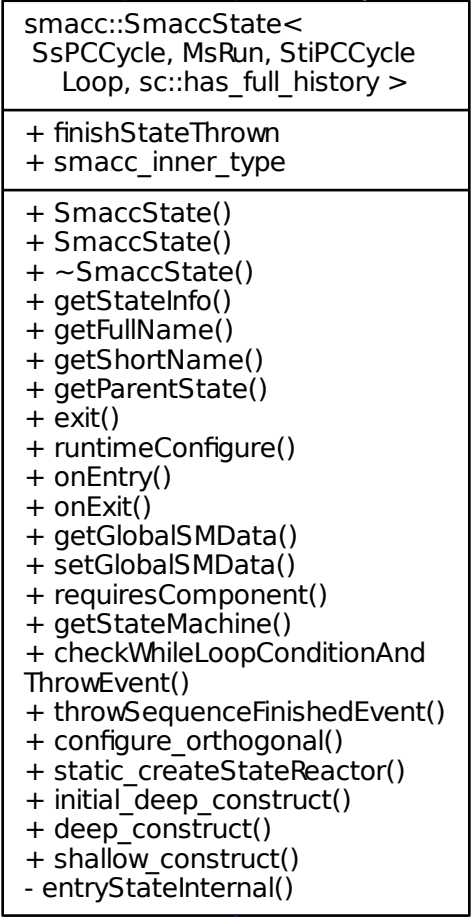 smacc::SmaccState<
SsPCCycle, MsRun, StiPCCycle
Loop, sc::has_full_history >
+ finishStateThrown
+ smacc_inner_type
+ SmaccState()
+ SmaccState()
+ ~SmaccState()
+ getStateInfo()
+ getFullName()
+ getShortName()
+ getParentState()
+ exit()
+ runtimeConfigure()
+ onEntry()
+ onExit()
+ getGlobalSMData()
+ setGlobalSMData()
+ requiresComponent()
+ getStateMachine()
+ checkWhileLoopConditionAnd
ThrowEvent()
+ throwSequenceFinishedEvent()
+ configure_orthogonal()
+ static_createStateReactor()
+ initial_deep_construct()
+ deep_construct()
+ shallow_construct()
- entryStateInternal()